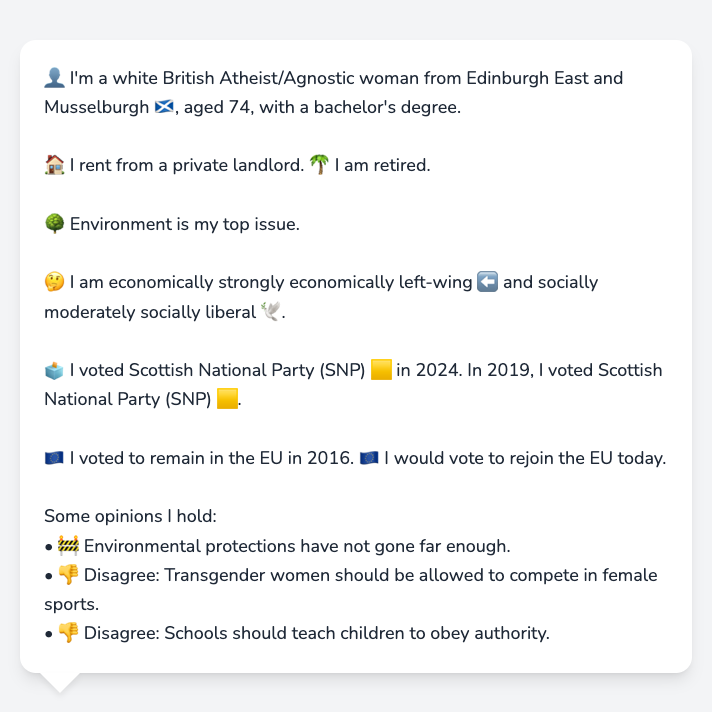 👤 I'm a white British Atheist/Agnostic woman from Edinburgh East and
Musselburgh 🏴󠁧󠁢󠁳󠁣󠁴󠁿, aged 74, with a bachelor's degree.
🏠 I rent from a private landlord. 🌴 I am retired.
🌳 Environment is my top issue.
🤔 I am economically strongly economically left-wing ⬅️ and socially
moderately socially liberal 🕊️.
🗳️ I voted Scottish National Party (SNP) 🟨 in 2024. In 2019, I voted Scottish
National Party (SNP) 🟨.
🇪🇺 I voted to remain in the EU in 2016. 🇪🇺 I would vote to rejoin the EU today.
Some opinions I hold:
• 🚧 Environmental protections have not gone far enough.
• 👎 Disagree: Transgender women should be allowed to compete in female
sports.
• 👎 Disagree: Schools should teach children to obey authority.